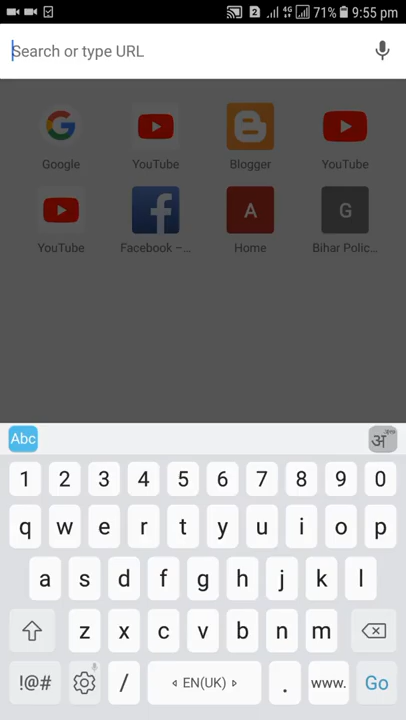 2 4G 71% 9:55 pm
Search or type URL
G
Google YouTube Blogger YouTube
f A G
YouTube Facebook –... Home Bihar Polic...
Abc अ
1 2 3 4 5 6 7 8 9 0
q w e r t y u i o p
a s d f g h j k l
z x c v b n m
!@# / EN(UK) . www. Go